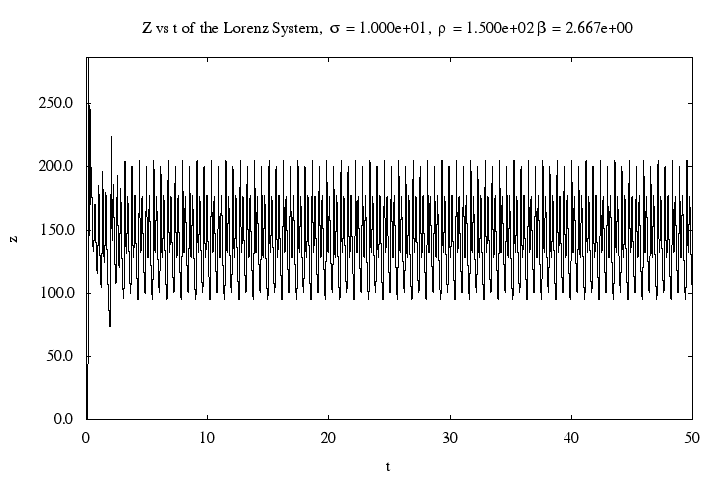 Z vs t of the Lorenz System, σ = 1.000e+01, ρ = 1.500e+02 β = 2.667e+00
250.0
200.0
150.0
z
100.0
50.0
0.0
0 10 20 30 40 50
t